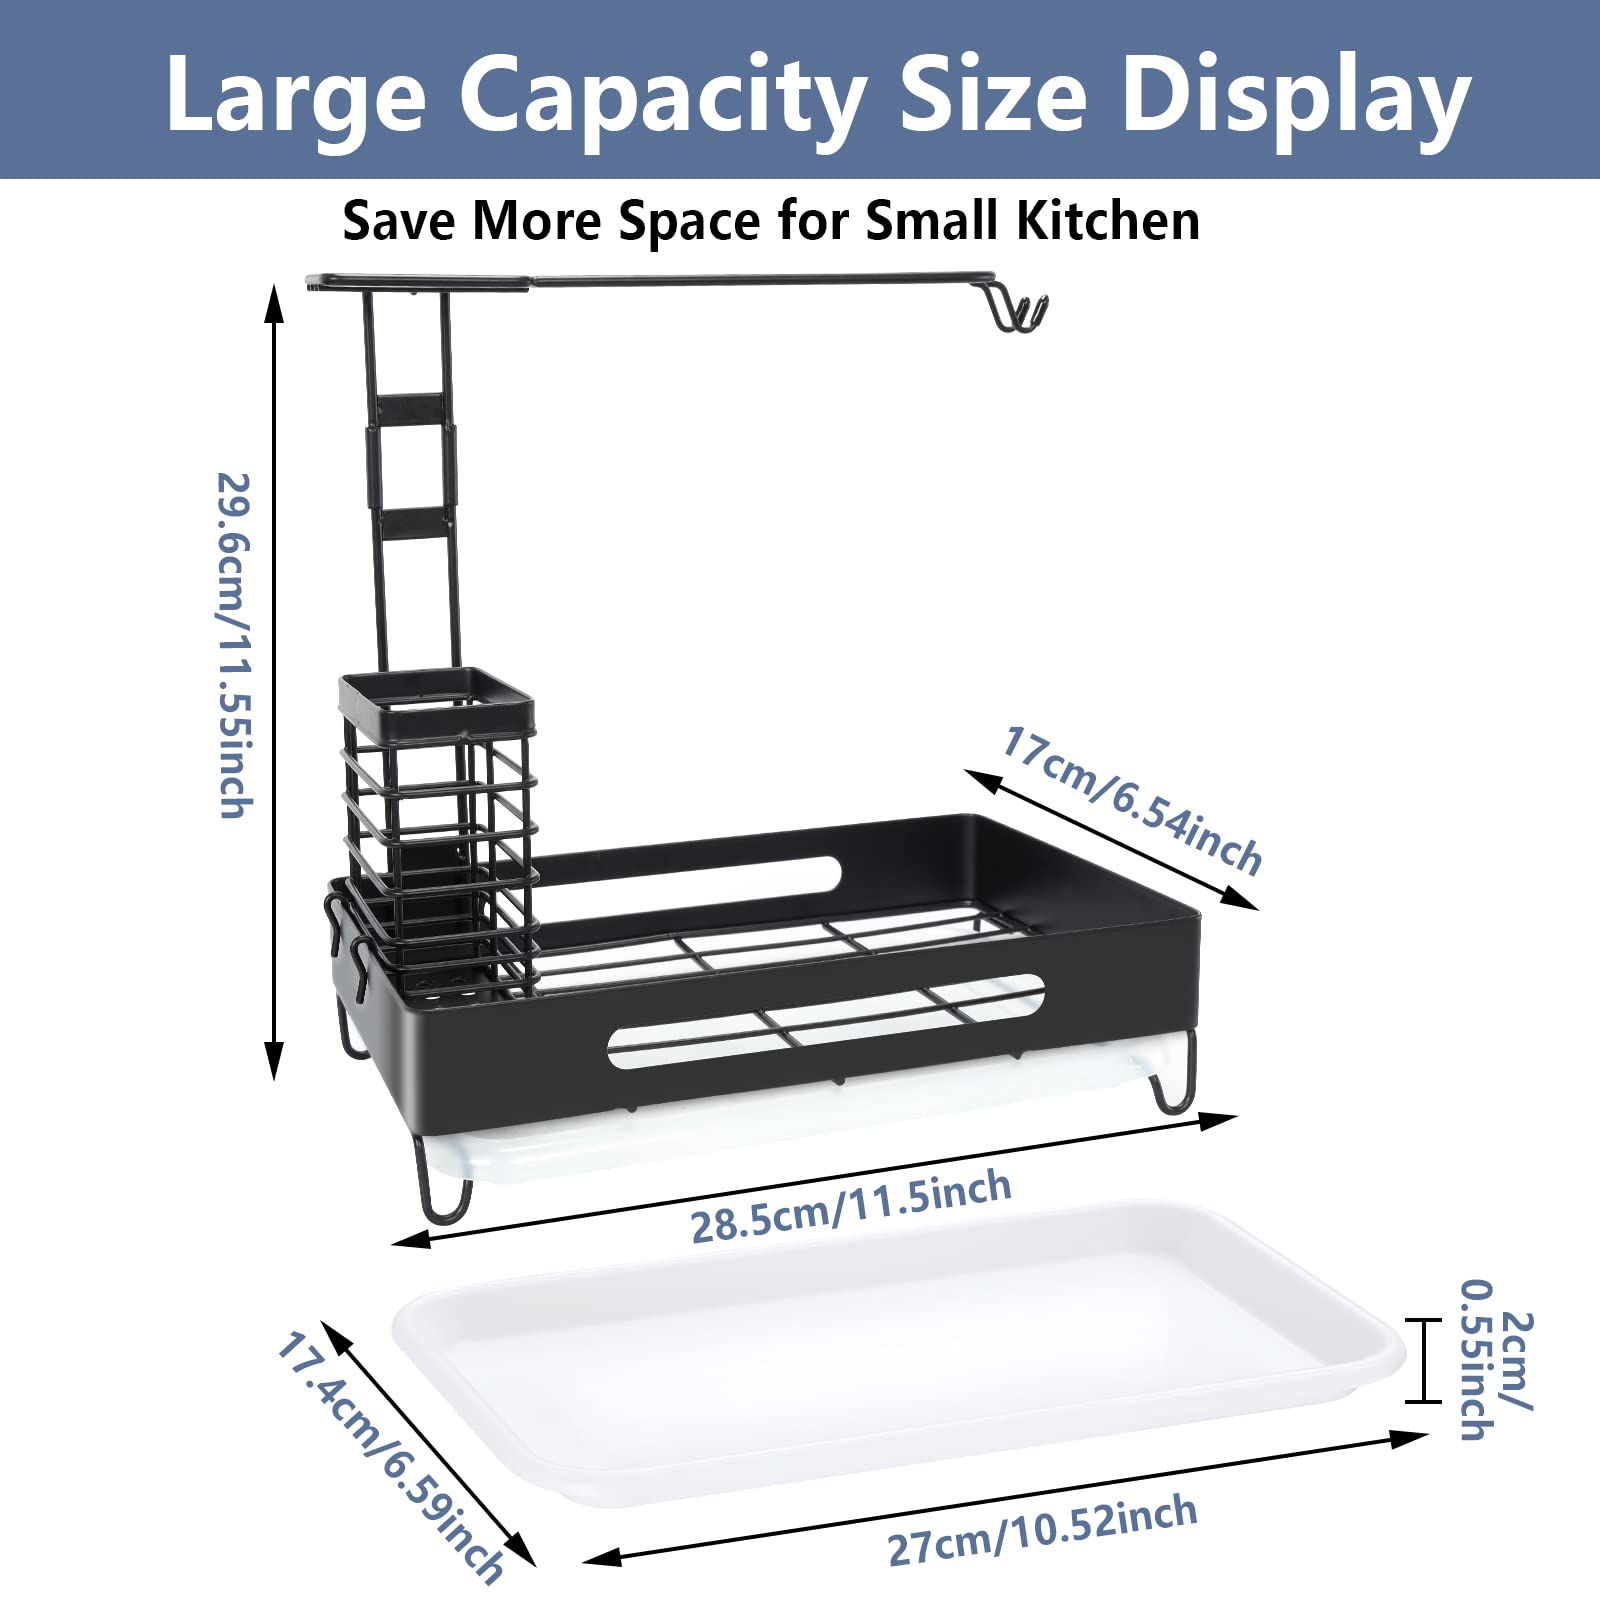 Large Capacity Size Display
Save More Space for Small Kitchen
29.6cm/11.55inch
17cm/6.54inch
28.5cm/11.5inch
17.4cm/6.59inch
27cm/10.52inch
2cm/
0.55inch